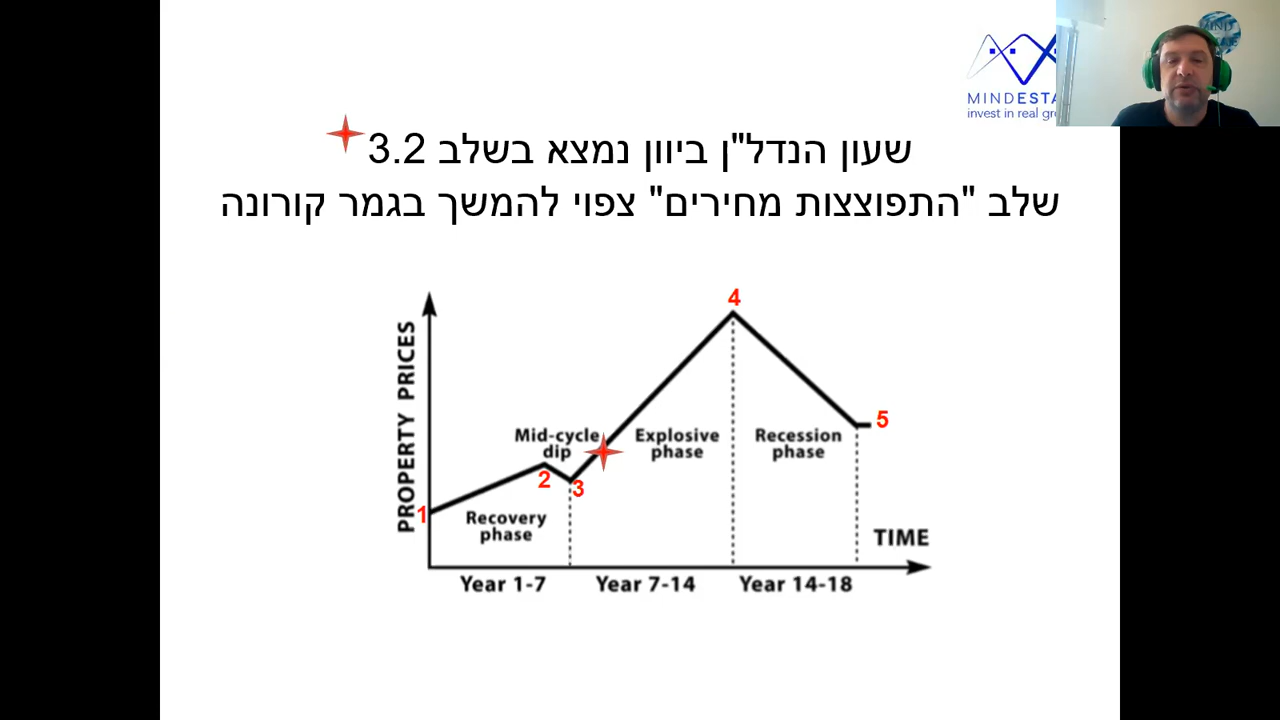 MINDESTA
invest in real gro
MIND
שעון הנדל"ן ביוון נמצא בשלב 3.2
שלב "התפוצצות מחירים" צפוי להמשך בגמר קורונה
PROPERTY PRICES
4
5
Mid-cycle
dip
Explosive
phase
Recession
phase
2
3
1
Recovery
phase
TIME
Year 1-7
Year 7-14
Year 14-18